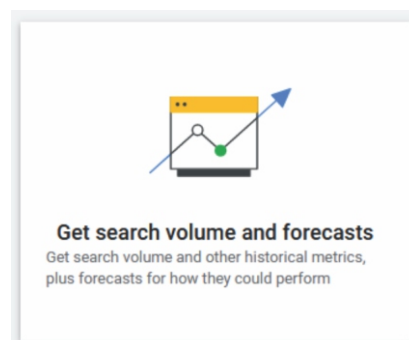 Get search volume and forecasts
Get search volume and other historical metrics,
plus forecasts for how they could perform